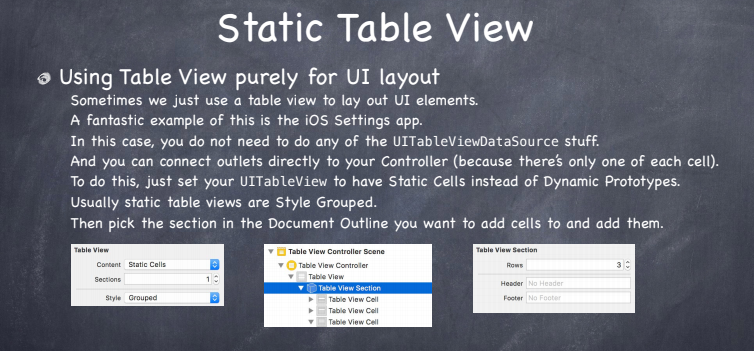 Static Table View
Using Table View purely for UI layout
Sometimes we just use a table view to lay out UI elements.
A fantastic example of this is the iOS Settings app.
In this case, you do not need to do any of the UITableViewDataSource stuff.
And you can connect outlets directly to your Controller (because there's only one of each cell).
To do this, just set your UITableView to have Static Cells instead of Dynamic Prototypes.
Usually static table views are Style Grouped.
Then pick the section in the Document Outline you want to add cells to and add them.
Table View
Content Static Cells
Sections 1
Style Grouped
Table View Controller Scene
Table View Controller
Table View
Table View Section
Table View Cell
Table View Cell
Table View Cell
Table View Section
Rows 3
Header No Header
Footer No Footer